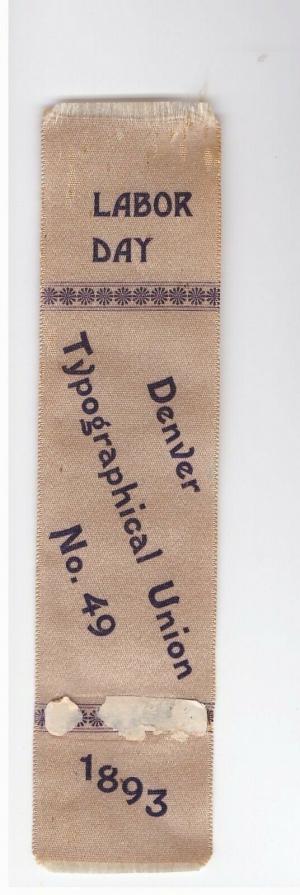 LABOR
DAY
Denver
Typographical Union
No. 49
1893